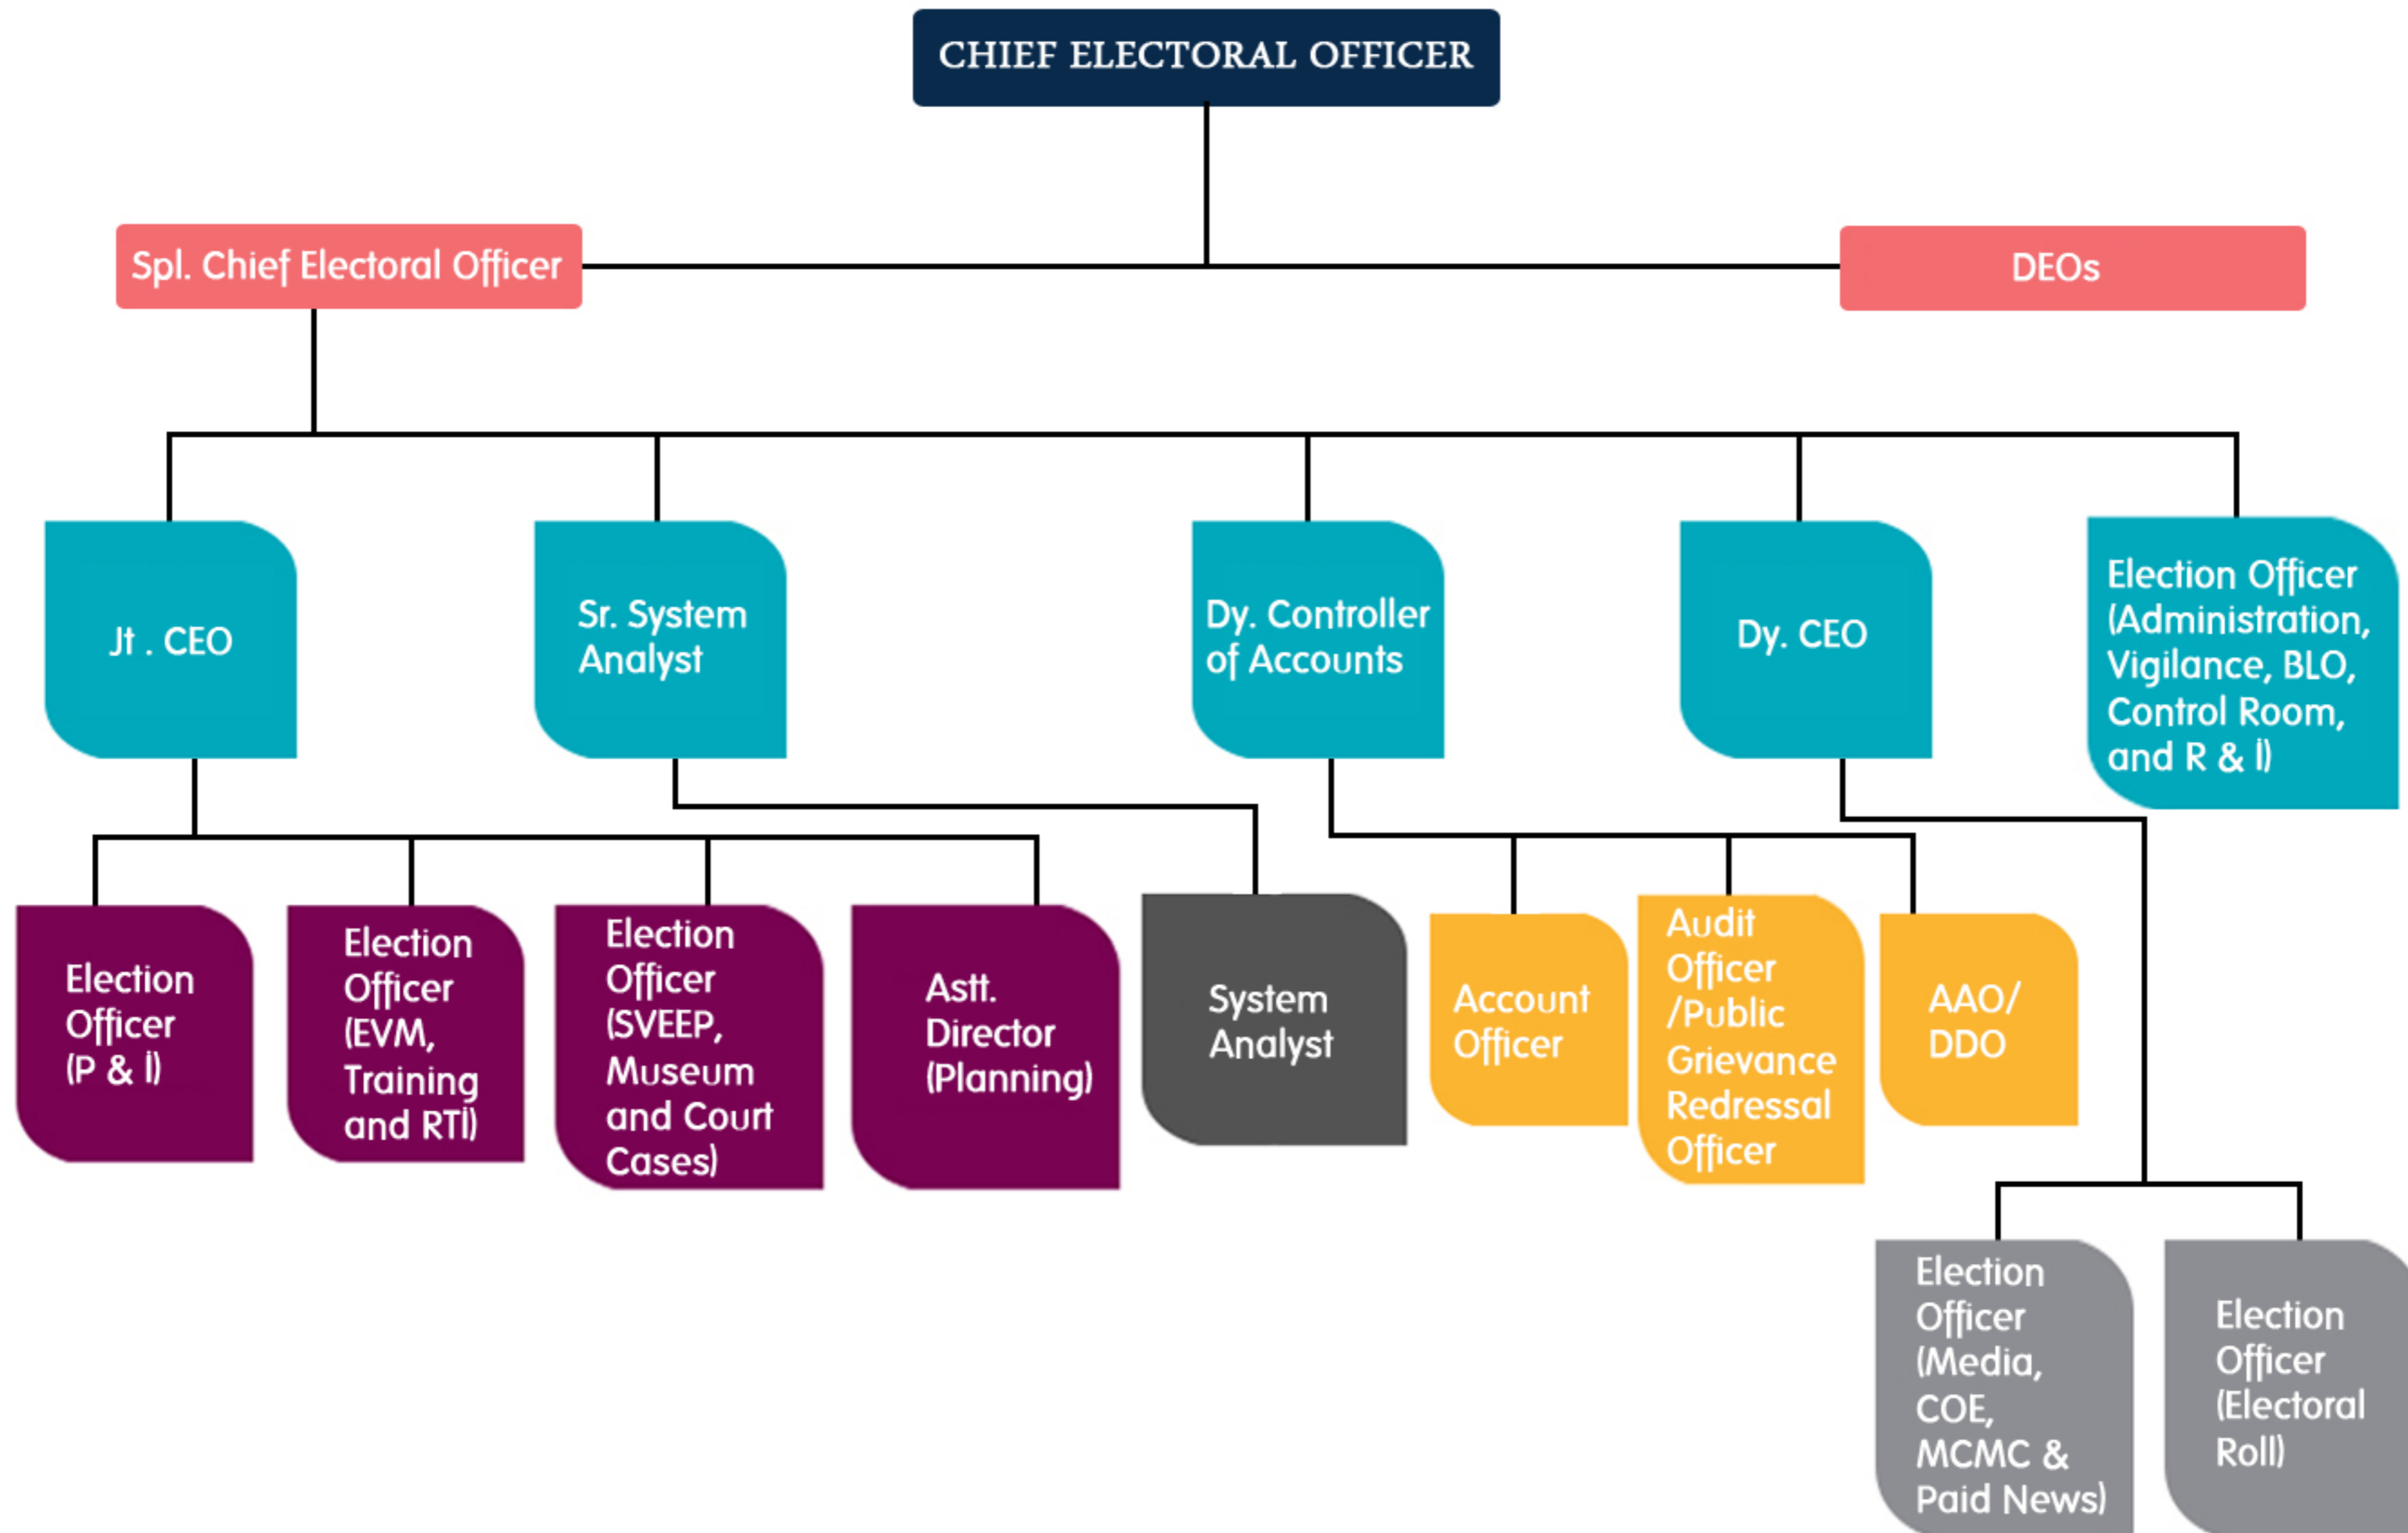 CHIEF ELECTORAL OFFICER
Spl. Chief Electoral Officer
DEOs
Jt . CEO
Sr. System
Analyst
Dy. Controller
of Accounts
Dy. CEO
Election Officer
(Administration,
Vigilance, BLO,
Control Room,
and R & İ)
Election
Officer
(P & İ)
Election
Officer
(EVM,
Training
and RTİ)
Election
Officer
(SVEEP,
Museum
and Court
Cases)
Astt.
Director
(Planning)
System
Analyst
Account
Officer
Audit
Officer
/Public
Grievance
Redressal
Officer
AAO/
DDO
Election
Officer
(Media,
COE,
MCMC &
Paid News)
Election
Officer
(Electoral
Roll)